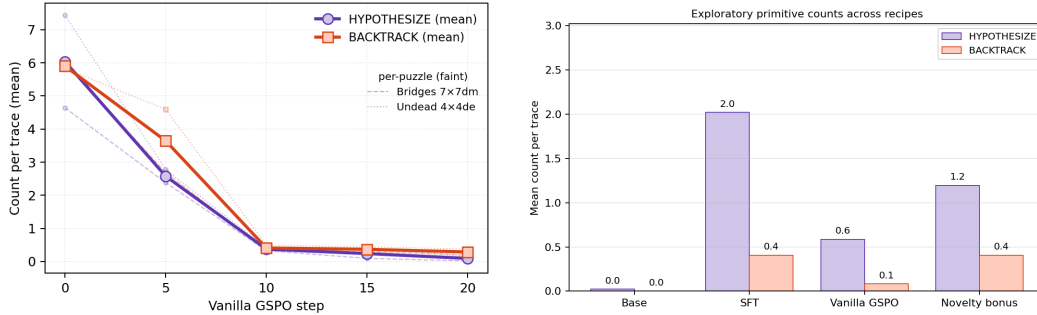 HYPOTHESIZE (mean)
BACKTRACK (mean)
per-puzzle (faint)
Bridges 7×7dm
Undead 4×4de
Count per trace (mean)
7
6
5
4
3
2
1
0
0
5
10
15
20
Vanilla GSPO step
Exploratory primitive counts across recipes
HYPOTHESIZE
BACKTRACK
Mean count per trace
3.0
2.5
2.0
1.5
1.0
0.5
0.0
0.0
0.0
2.0
0.4
0.6
0.1
1.2
0.4
Base
SFT
Vanilla GSPO
Novelty bonus